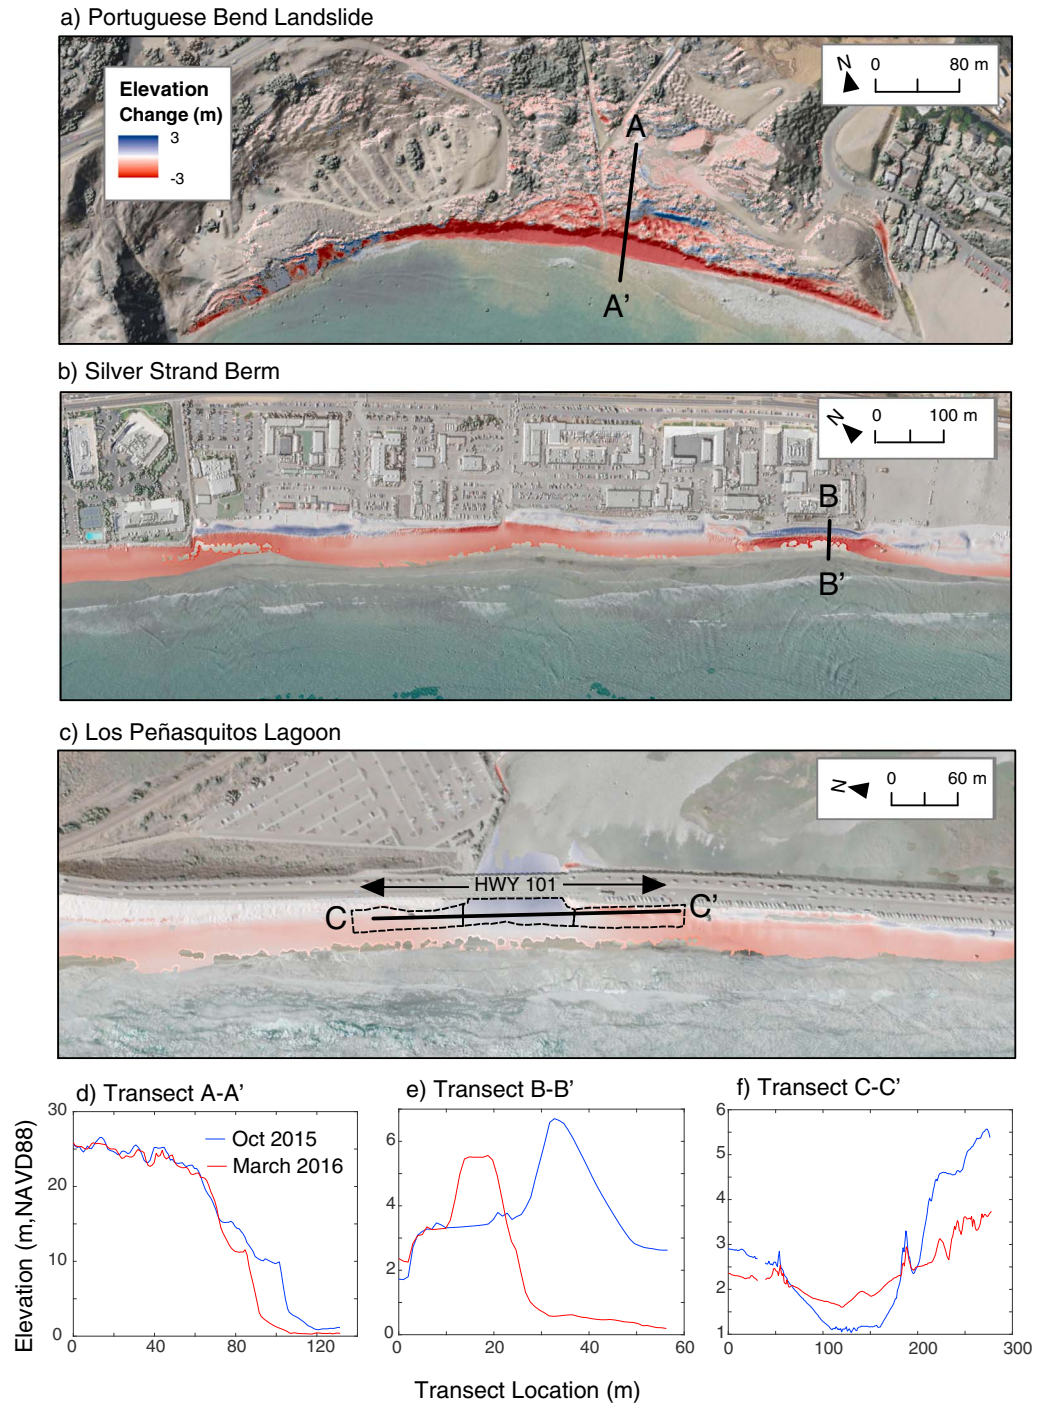 a) Portuguese Bend Landslide
Elevation
Change (m)
3
-3
N
0 80 m
A
A'
b) Silver Strand Berm
N
0 100 m
B
B'
c) Los Peñasquitos Lagoon
N
0 60 m
HWY 101
C
C'
d) Transect A-A'
e) Transect B-B'
f) Transect C-C'
Elevation (m,NAVD88)
30
20
10
0
0 40 80 120
Oct 2015
March 2016
6
4
2
0
0 20 40 60
5
4
3
2
1
0 100 200 300
Transect Location (m)